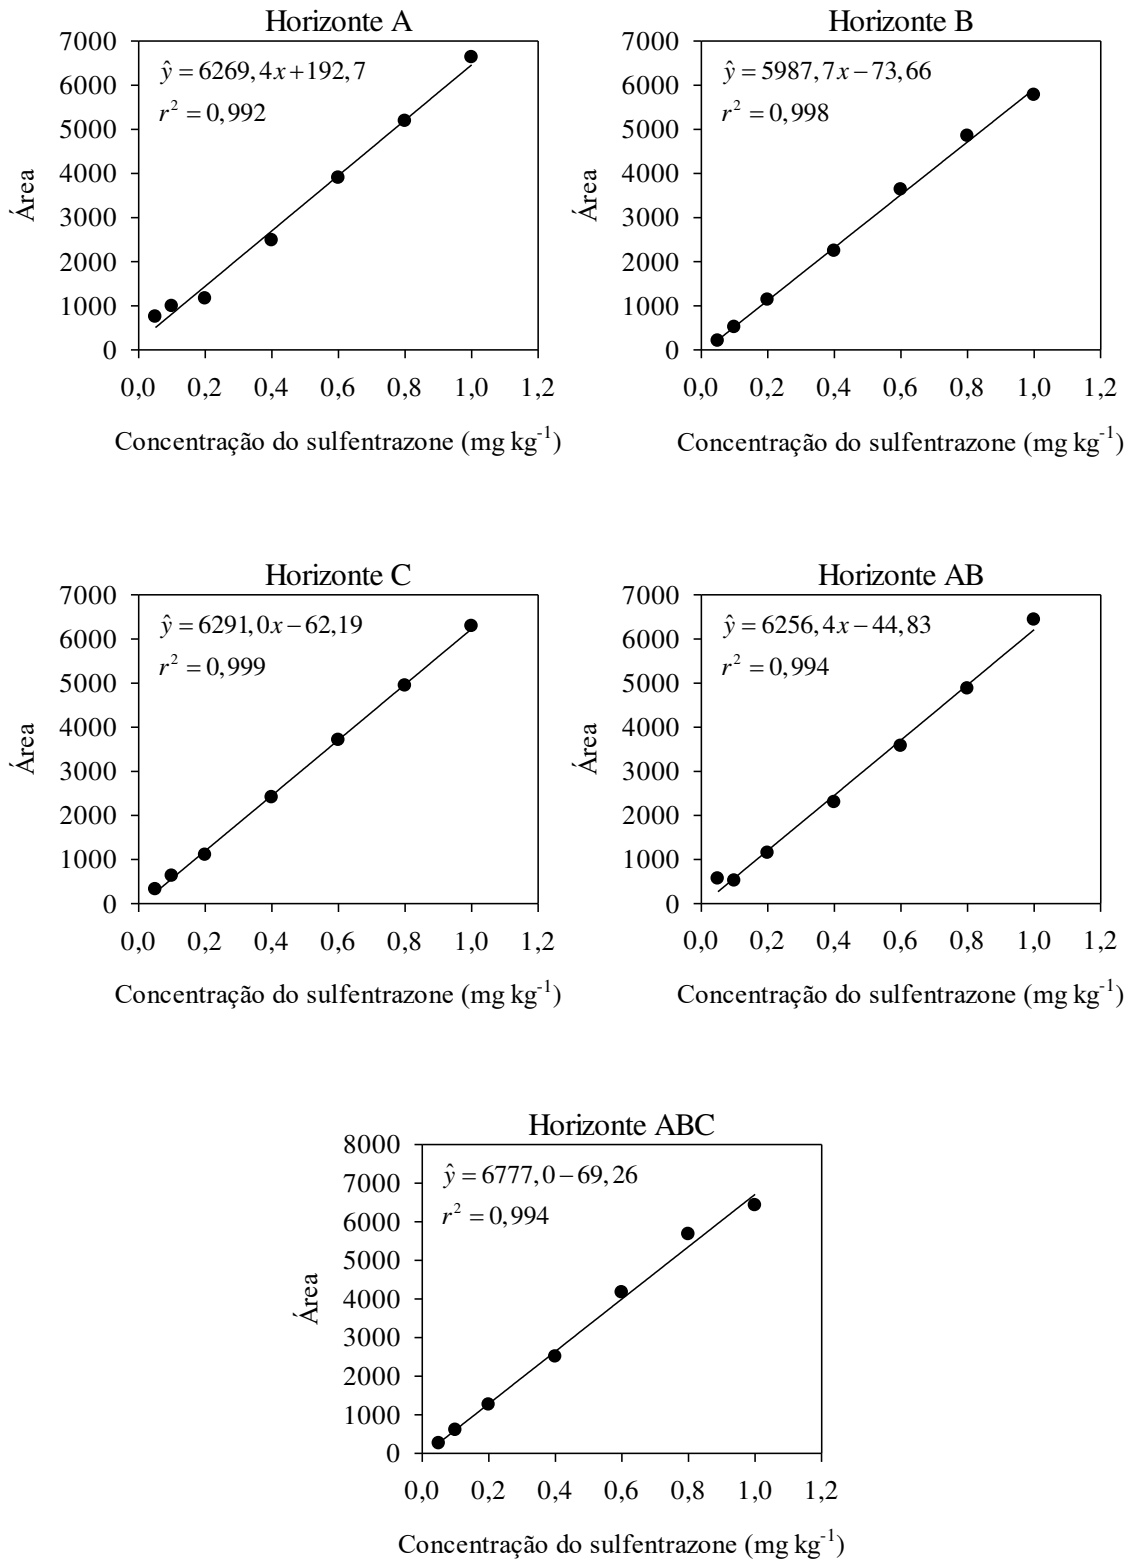 Horizonte A
ŷ = 6269,4x+192,7
r² = 0,992
7000
6000
5000
4000
3000
2000
1000
0
Área
0,0 0,2 0,4 0,6 0,8 1,0 1,2
Concentração do sulfentrazone (mg kg⁻¹)
Horizonte B
ŷ = 5987,7x−73,66
r² = 0,998
7000
6000
5000
4000
3000
2000
1000
0
Área
0,0 0,2 0,4 0,6 0,8 1,0 1,2
Concentração do sulfentrazone (mg kg⁻¹)
Horizonte C
ŷ = 6291,0x−62,19
r² = 0,999
7000
6000
5000
4000
3000
2000
1000
0
Área
0,0 0,2 0,4 0,6 0,8 1,0 1,2
Concentração do sulfentrazone (mg kg⁻¹)
Horizonte AB
ŷ = 6256,4x−44,83
r² = 0,994
7000
6000
5000
4000
3000
2000
1000
0
Área
0,0 0,2 0,4 0,6 0,8 1,0 1,2
Concentração do sulfentrazone (mg kg⁻¹)
Horizonte ABC
ŷ = 6777,0−69,26
r² = 0,994
8000
7000
6000
5000
4000
3000
2000
1000
0
Área
0,0 0,2 0,4 0,6 0,8 1,0 1,2
Concentração do sulfentrazone (mg kg⁻¹)